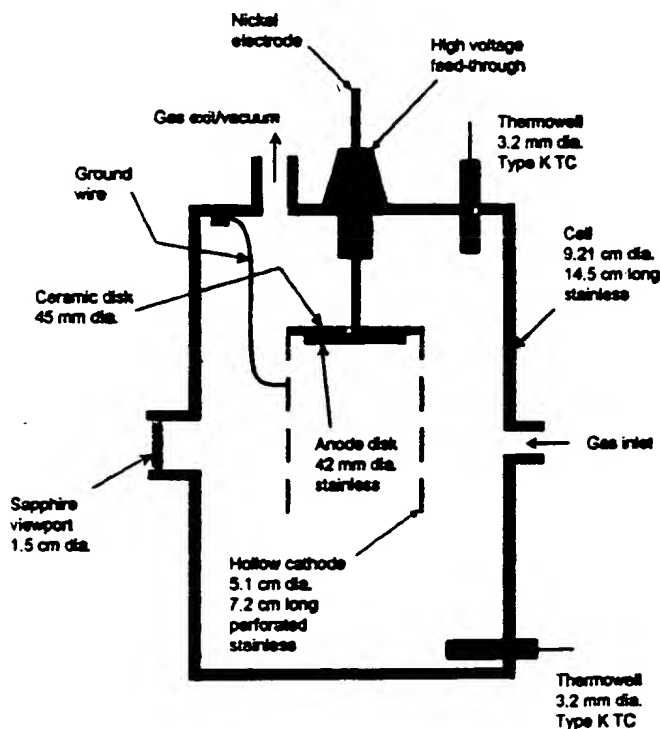 Nickel
electrode
High voltage
feed-through
Gas exit/vacuum
Thermowell
3.2 mm dia.
Type K TC
Ground
wire
Cell
9.21 cm dia.
14.5 cm long
stainless
Ceramic disk
45 mm dia.
Anode disk
42 mm dia.
stainless
Gas inlet
Sapphire
viewport
1.5 cm dia.
Hollow cathode
5.1 cm dia.
7.2 cm long
perforated
stainless
Thermowell
3.2 mm dia.
Type K TC